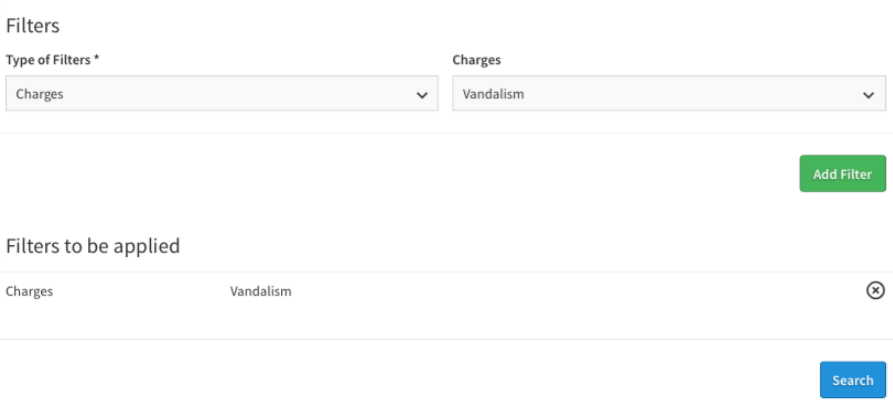 Filters
Type of Filters * Charges
Charges Vandalism
Add Filter
Filters to be applied
Charges Vandalism
Search